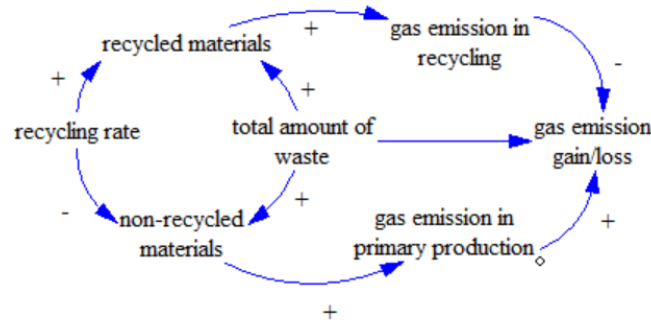 +
gas emission in
recycling
recycled materials
-
+
+
recycling rate
total amount of
waste
gas emission
gain/loss
-
non-recycled
materials
+
gas emission in
primary production
+
+